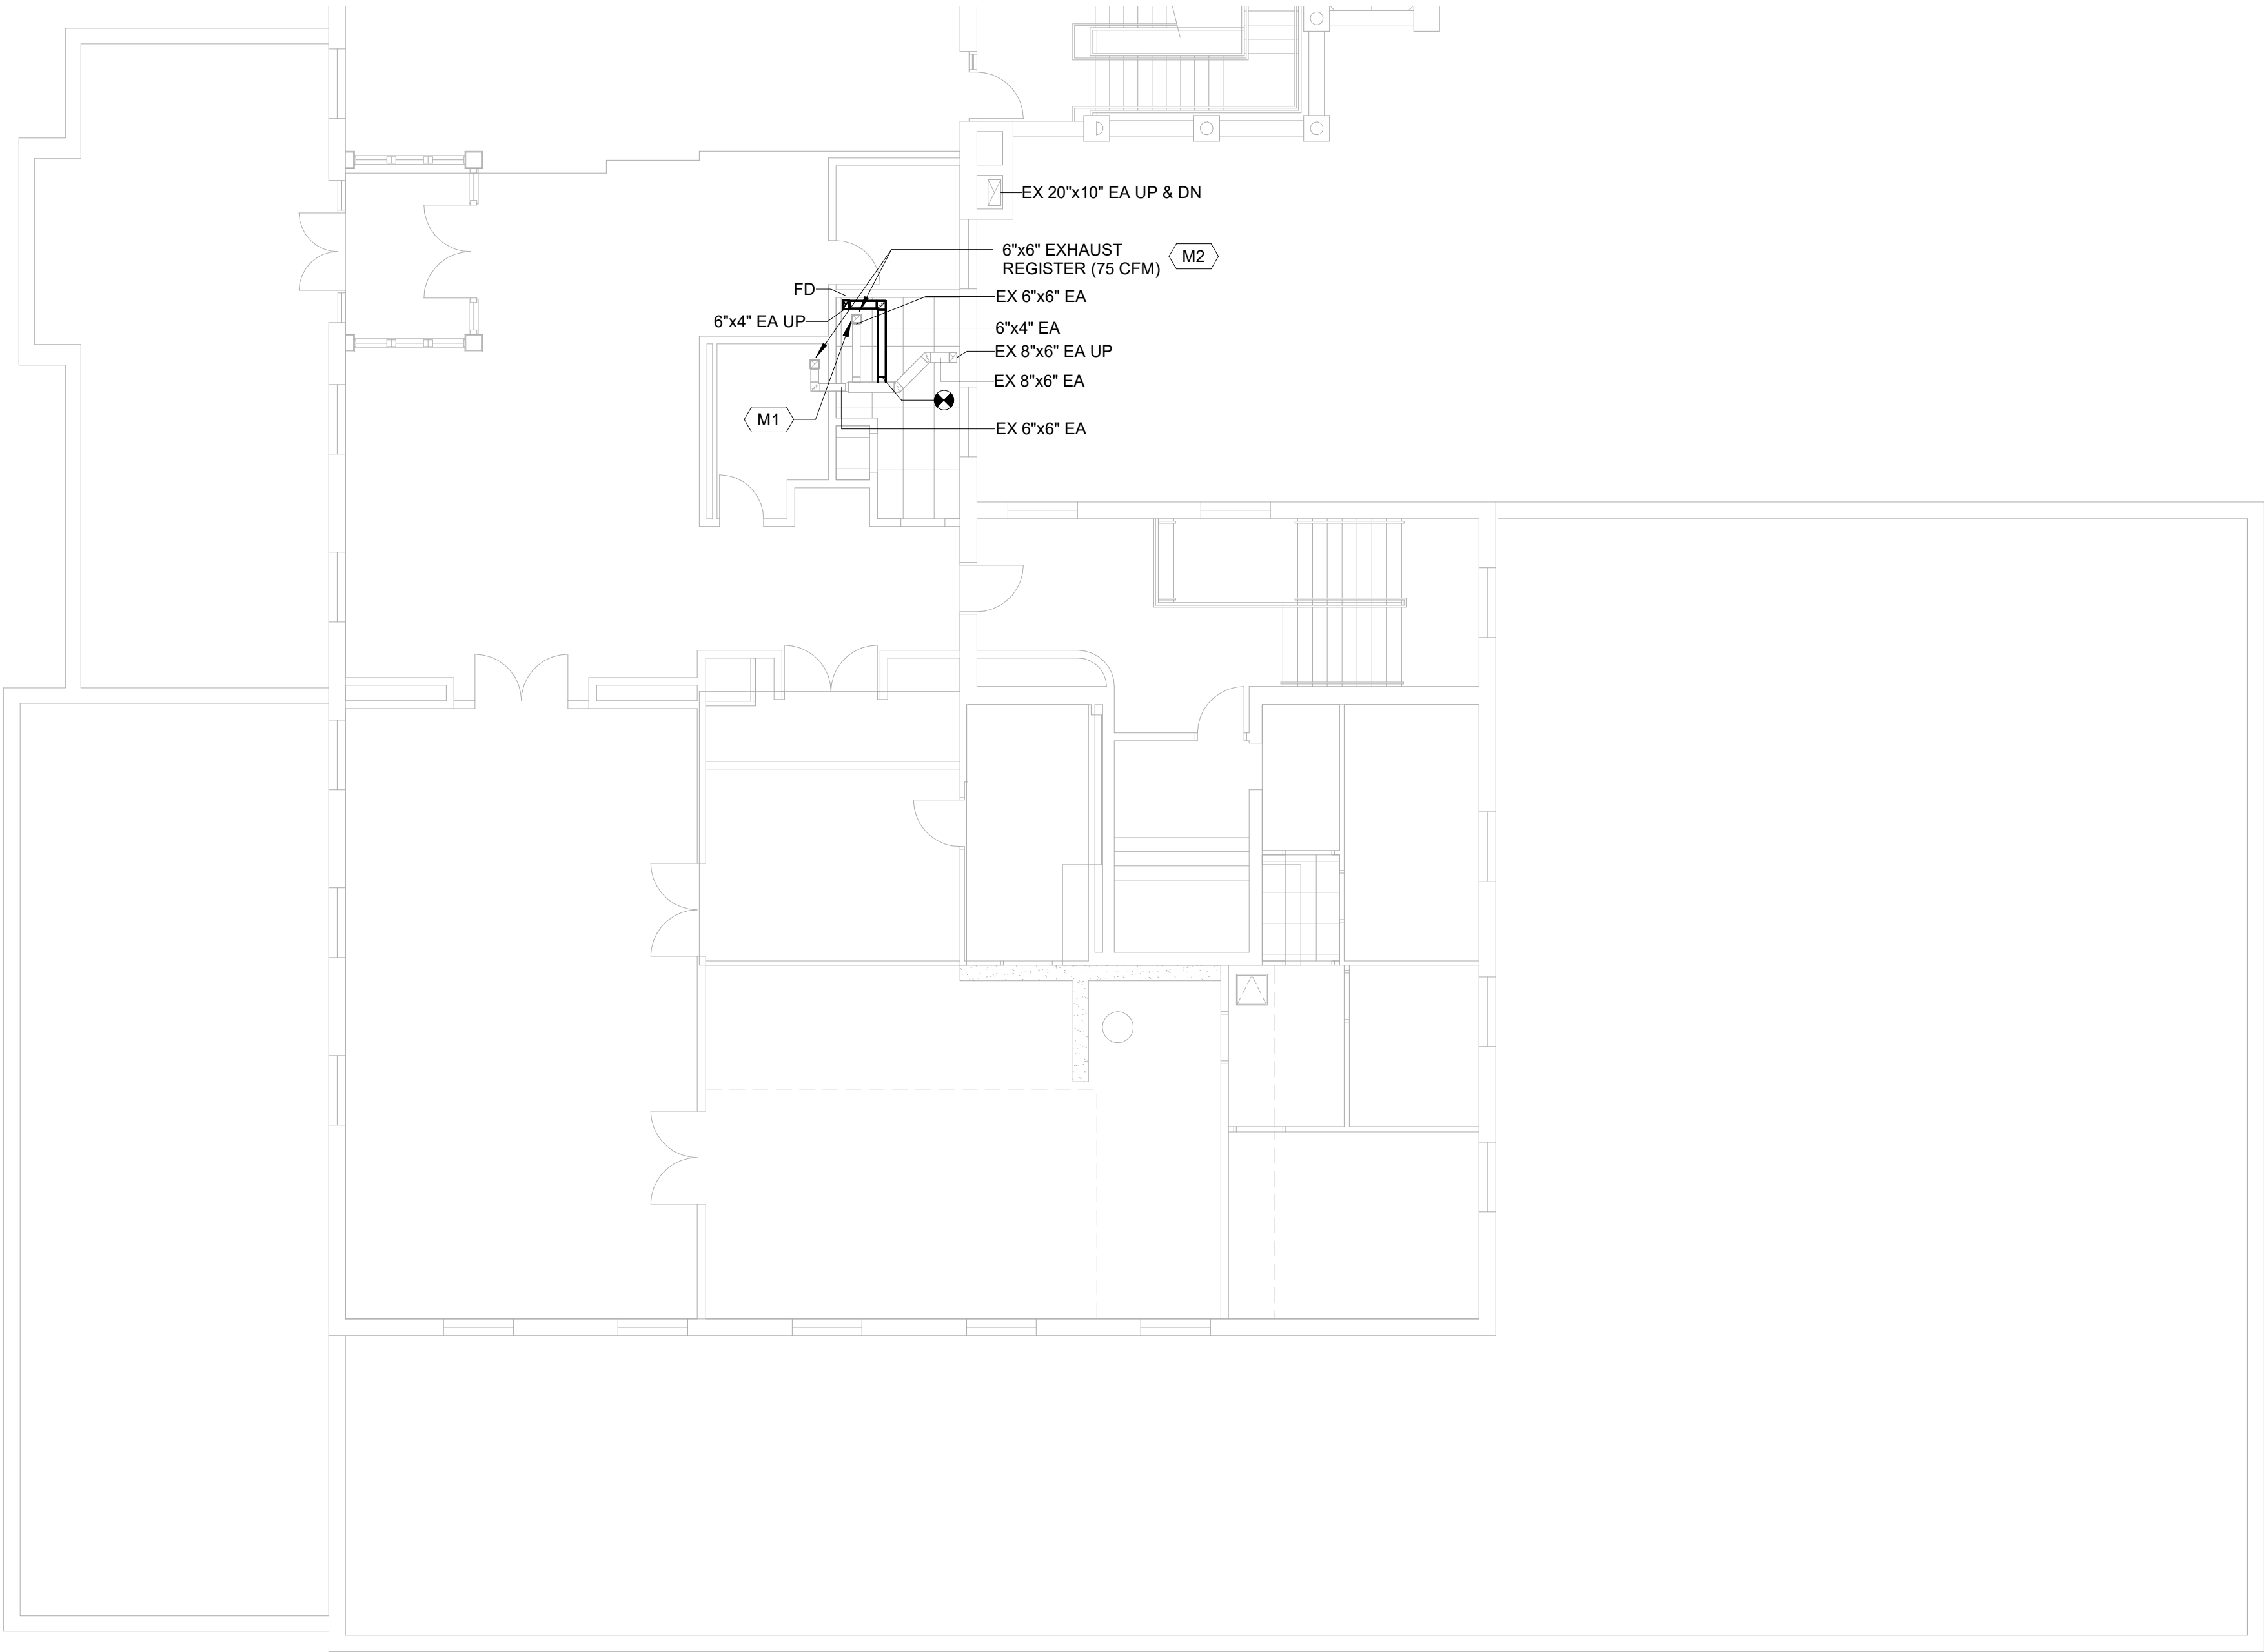 EX 20"x10" EA UP & DN
6"x6" EXHAUST
REGISTER (75 CFM)
M2
FD
EX 6"x6" EA
6"x4" EA UP
6"x4" EA
EX 8"x6" EA UP
EX 8"x6" EA
M1
EX 6"x6" EA